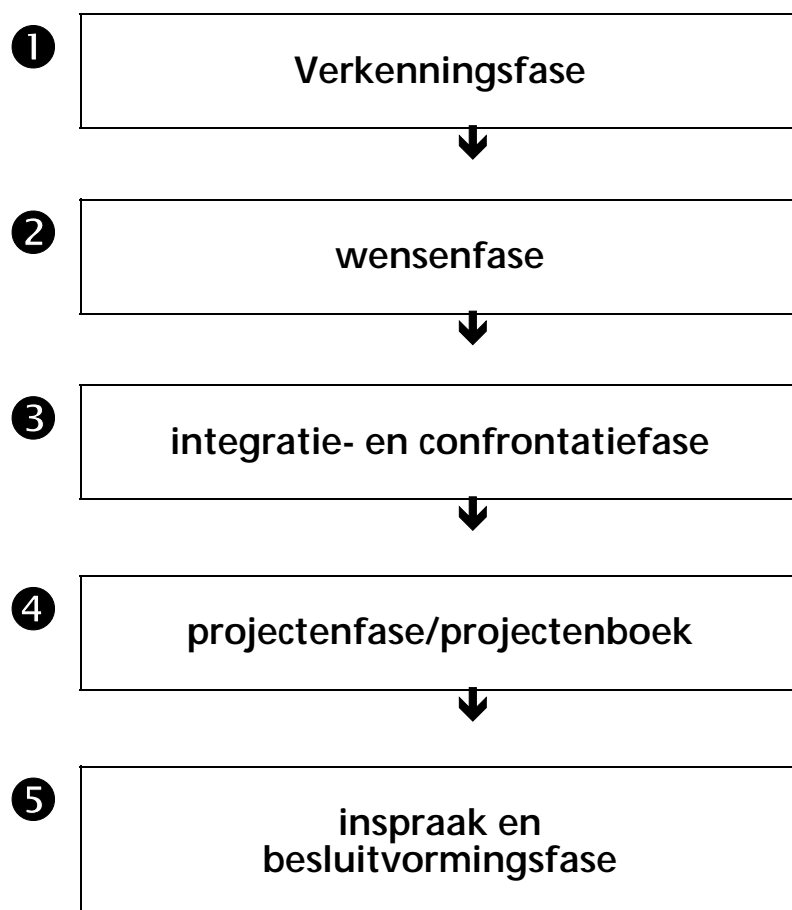 ❶ Verkenningsfase
❷ wensenfase
❸ integratie- en confrontatiefase
❹ projectenfase/projectenboek
❺ inspraak en
besluitvormingsfase